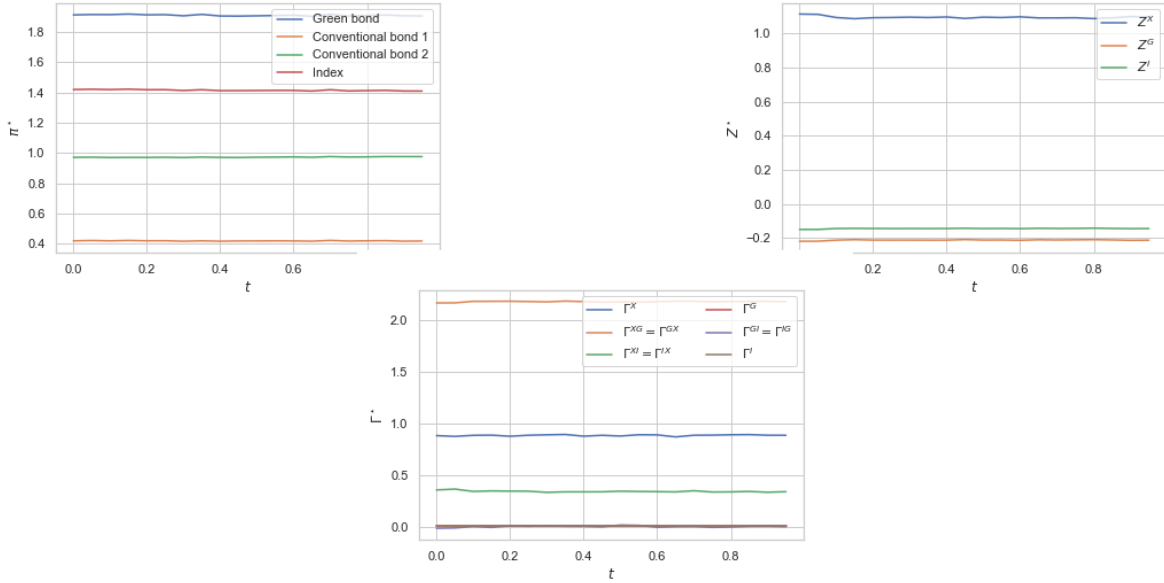 1.8
1.6
1.4
1.2
1.0
0.8
0.6
0.4
π*
0.0 0.2 0.4 0.6
t
Green bond
Conventional bond 1
Conventional bond 2
Index
1.0
0.8
0.6
0.4
0.2
0.0
−0.2
Z*
0.2 0.4 0.6 0.8
t
Z^X
Z^G
Z^I
2.0
1.5
1.0
0.5
0.0
Γ*
0.0 0.2 0.4 0.6 0.8
t
Γ^X
Γ^{XG} = Γ^{GX}
Γ^{XI} = Γ^{IX}
Γ^G
Γ^{GI} = Γ^{IG}
Γ^I